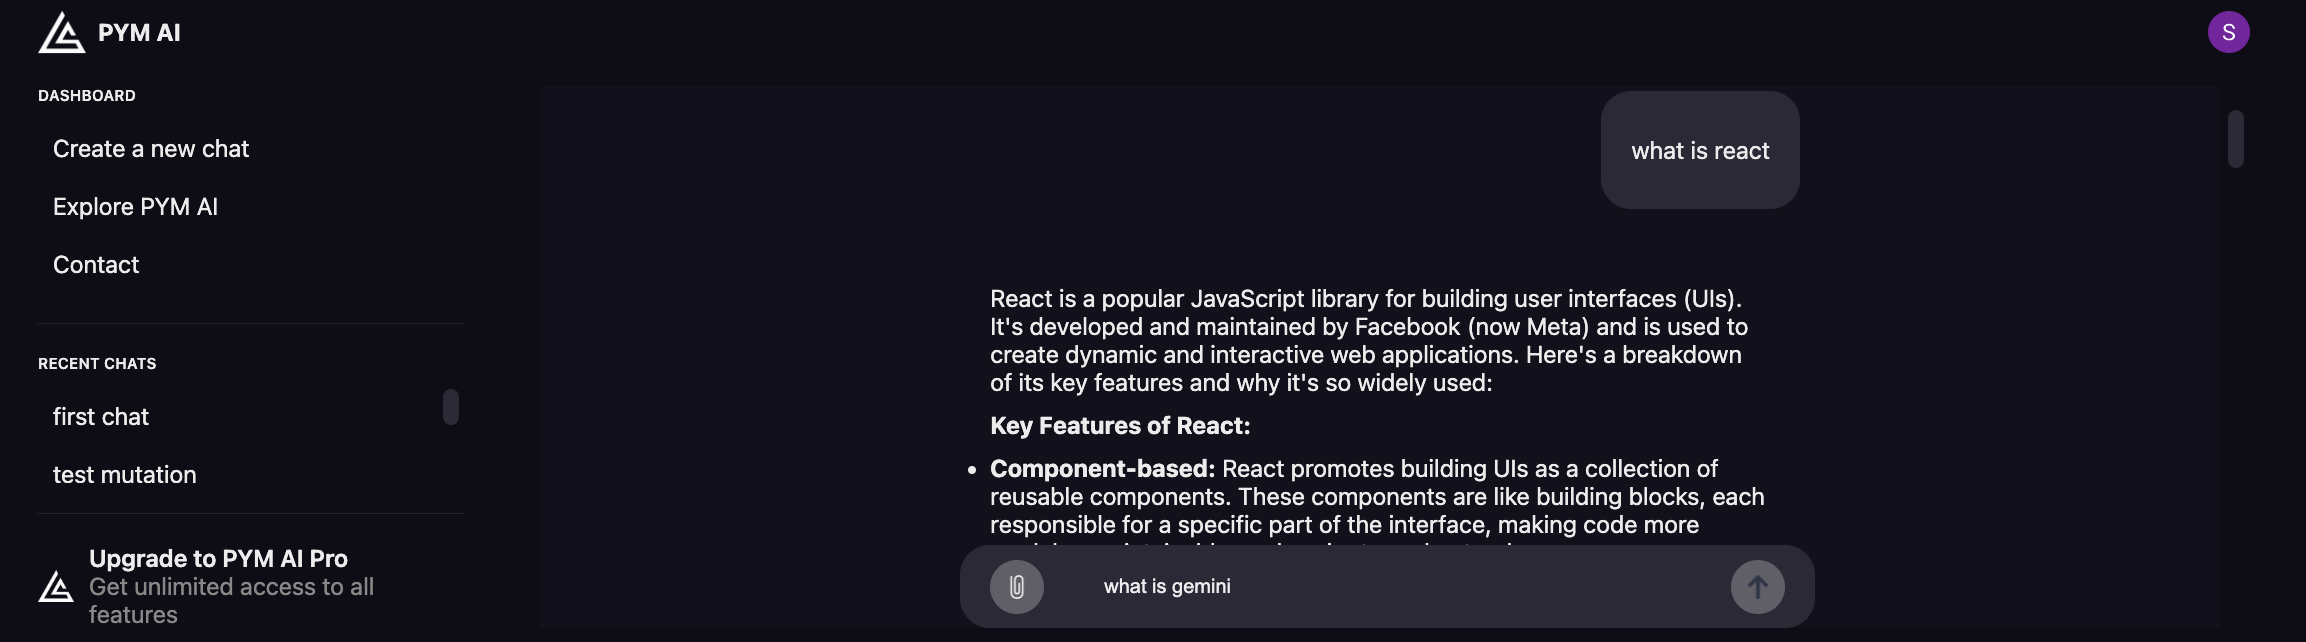 PYM AI
S
DASHBOARD
Create a new chat
Explore PYM AI
Contact
RECENT CHATS
first chat
test mutation
Upgrade to PYM AI Pro
Get unlimited access to all
features
what is react
React is a popular JavaScript library for building user interfaces (UIs).
It's developed and maintained by Facebook (now Meta) and is used to
create dynamic and interactive web applications. Here's a breakdown
of its key features and why it's so widely used:
Key Features of React:
• Component-based: React promotes building UIs as a collection of
reusable components. These components are like building blocks, each
responsible for a specific part of the interface, making code more
what is gemini